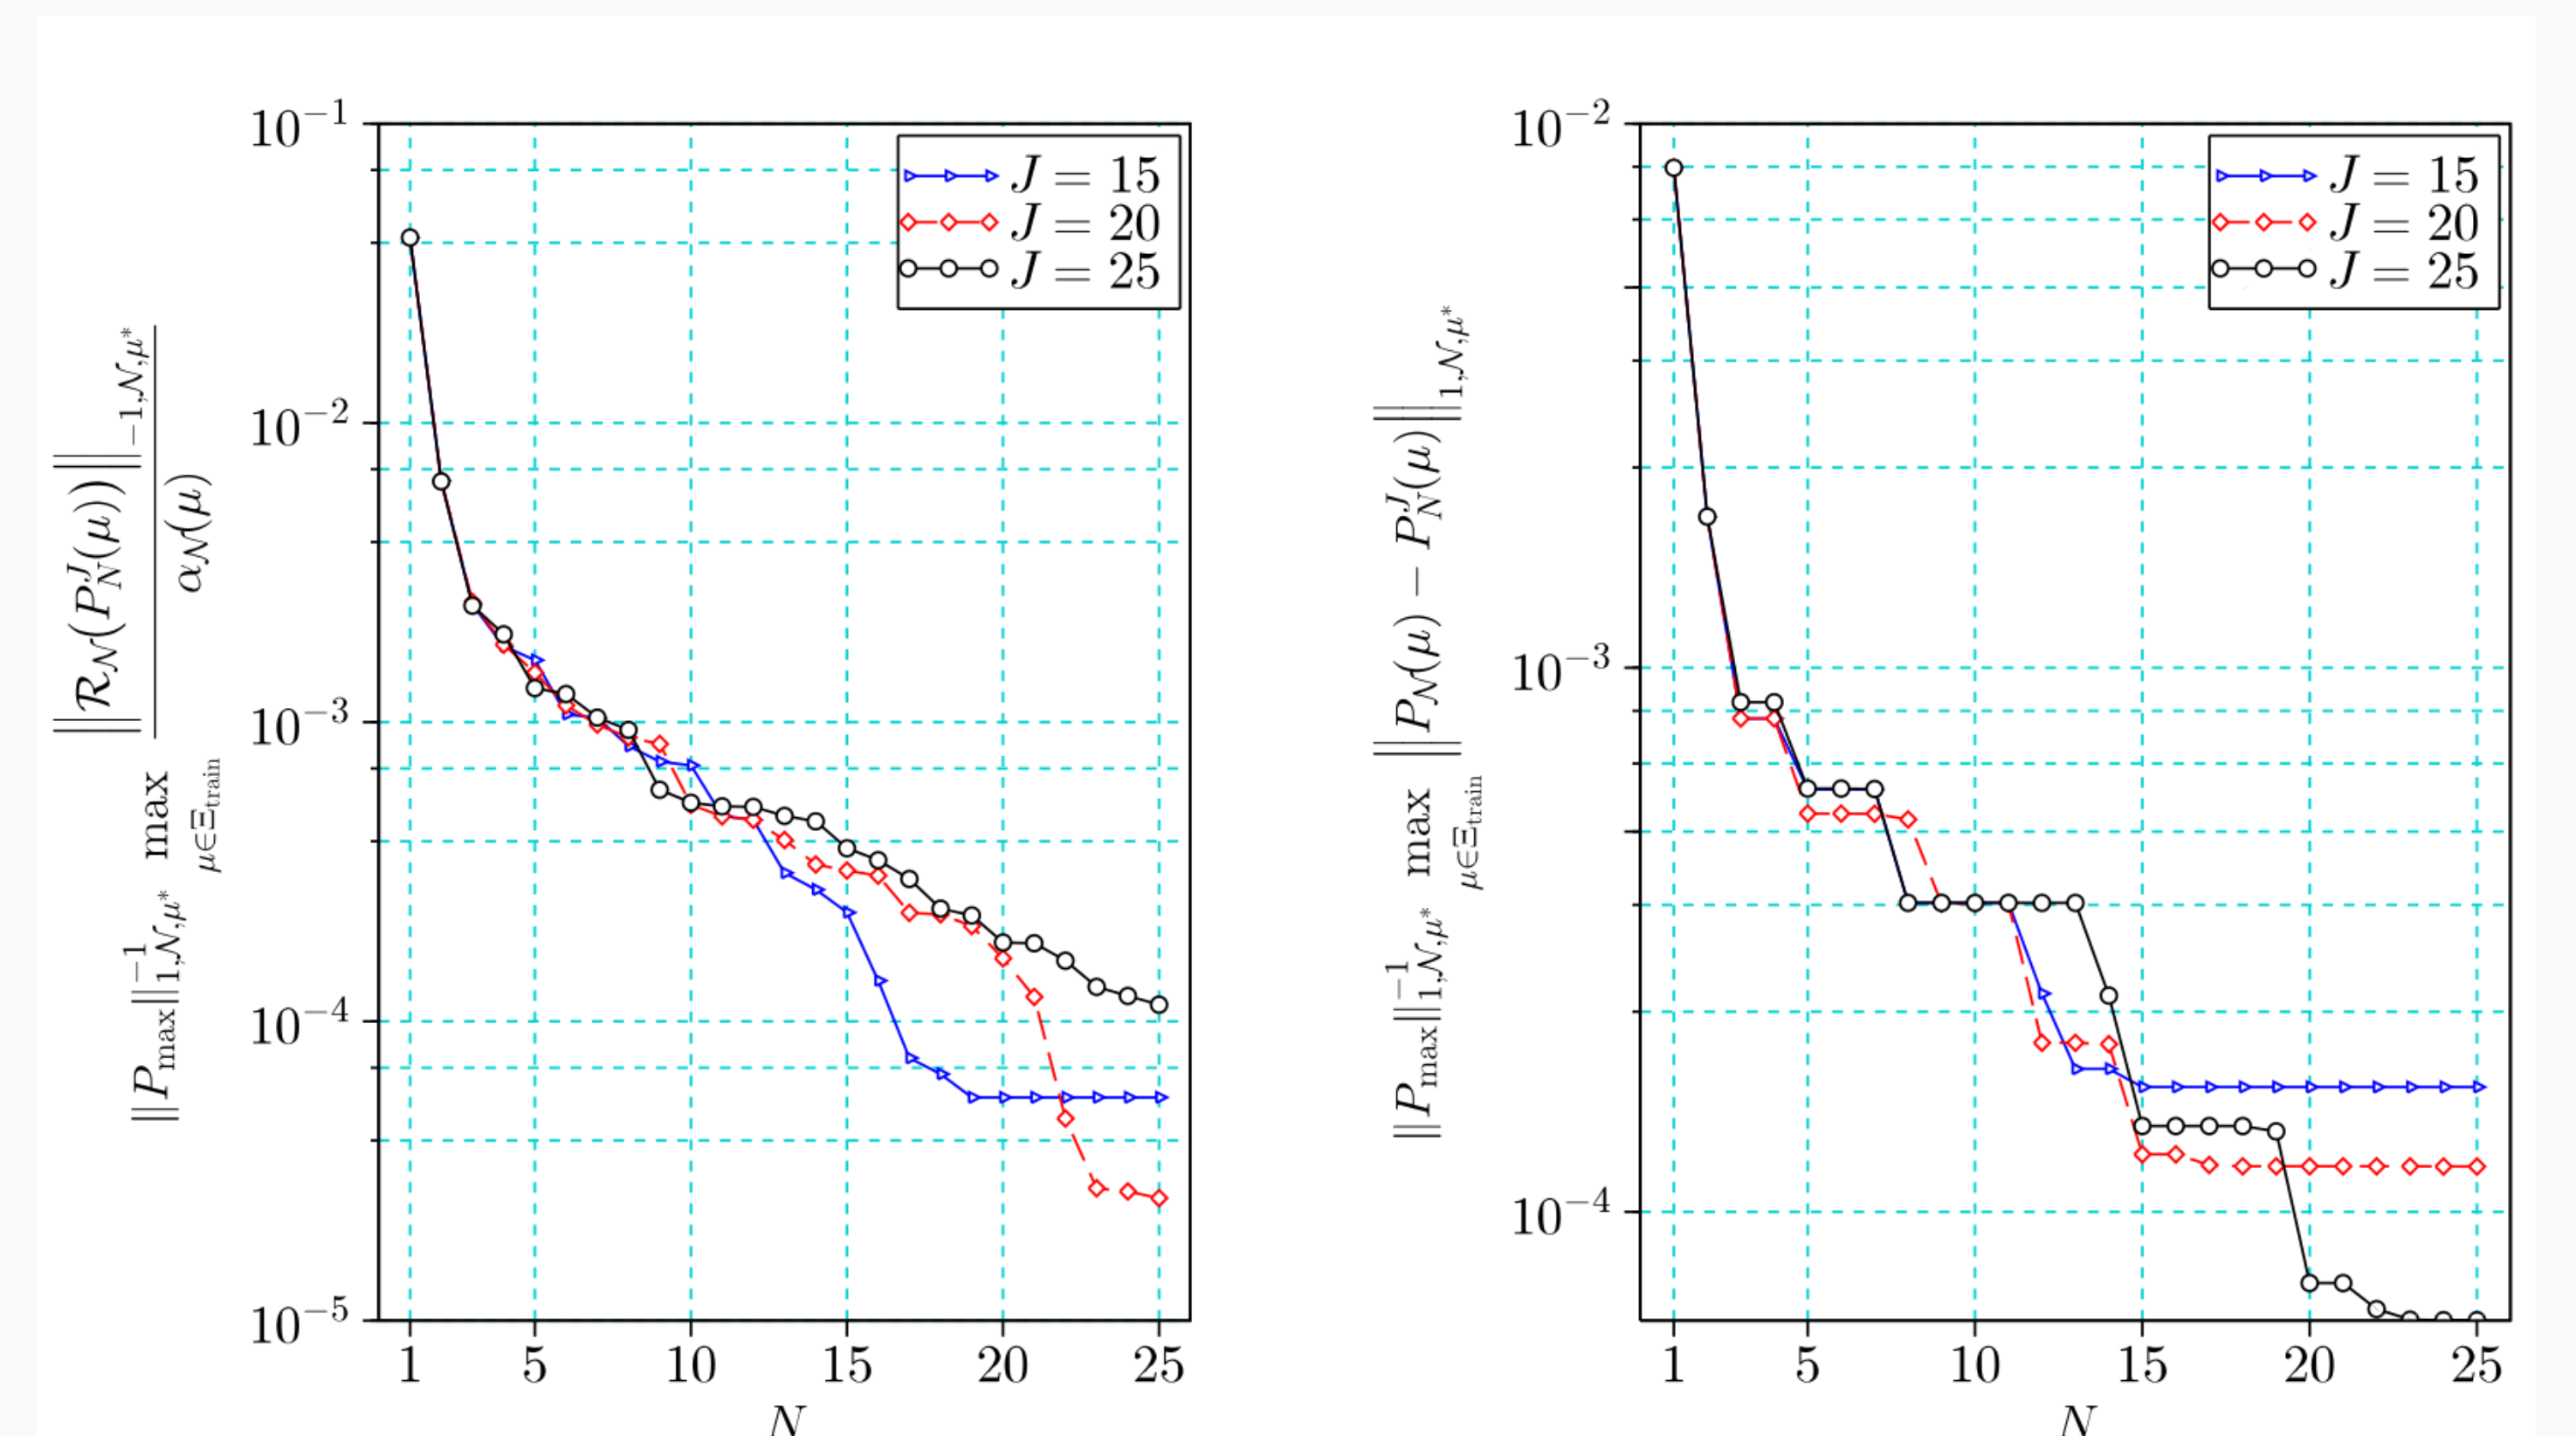 ‖P_max‖⁻¹_{1,𝒩,μ*} max_{μ∈Ξ_train} ‖ℛ_𝒩(P^J_N(μ))‖_{−1,𝒩,μ*} / α_𝒩(μ)
10⁻¹
10⁻²
10⁻³
10⁻⁴
10⁻⁵
J = 15
J = 20
J = 25
1 5 10 15 20 25
N
‖P_max‖⁻¹_{1,𝒩,μ*} max_{μ∈Ξ_train} ‖P_𝒩(μ) − P^J_N(μ)‖_{1,𝒩,μ*}
10⁻²
10⁻³
10⁻⁴
J = 15
J = 20
J = 25
1 5 10 15 20 25
N